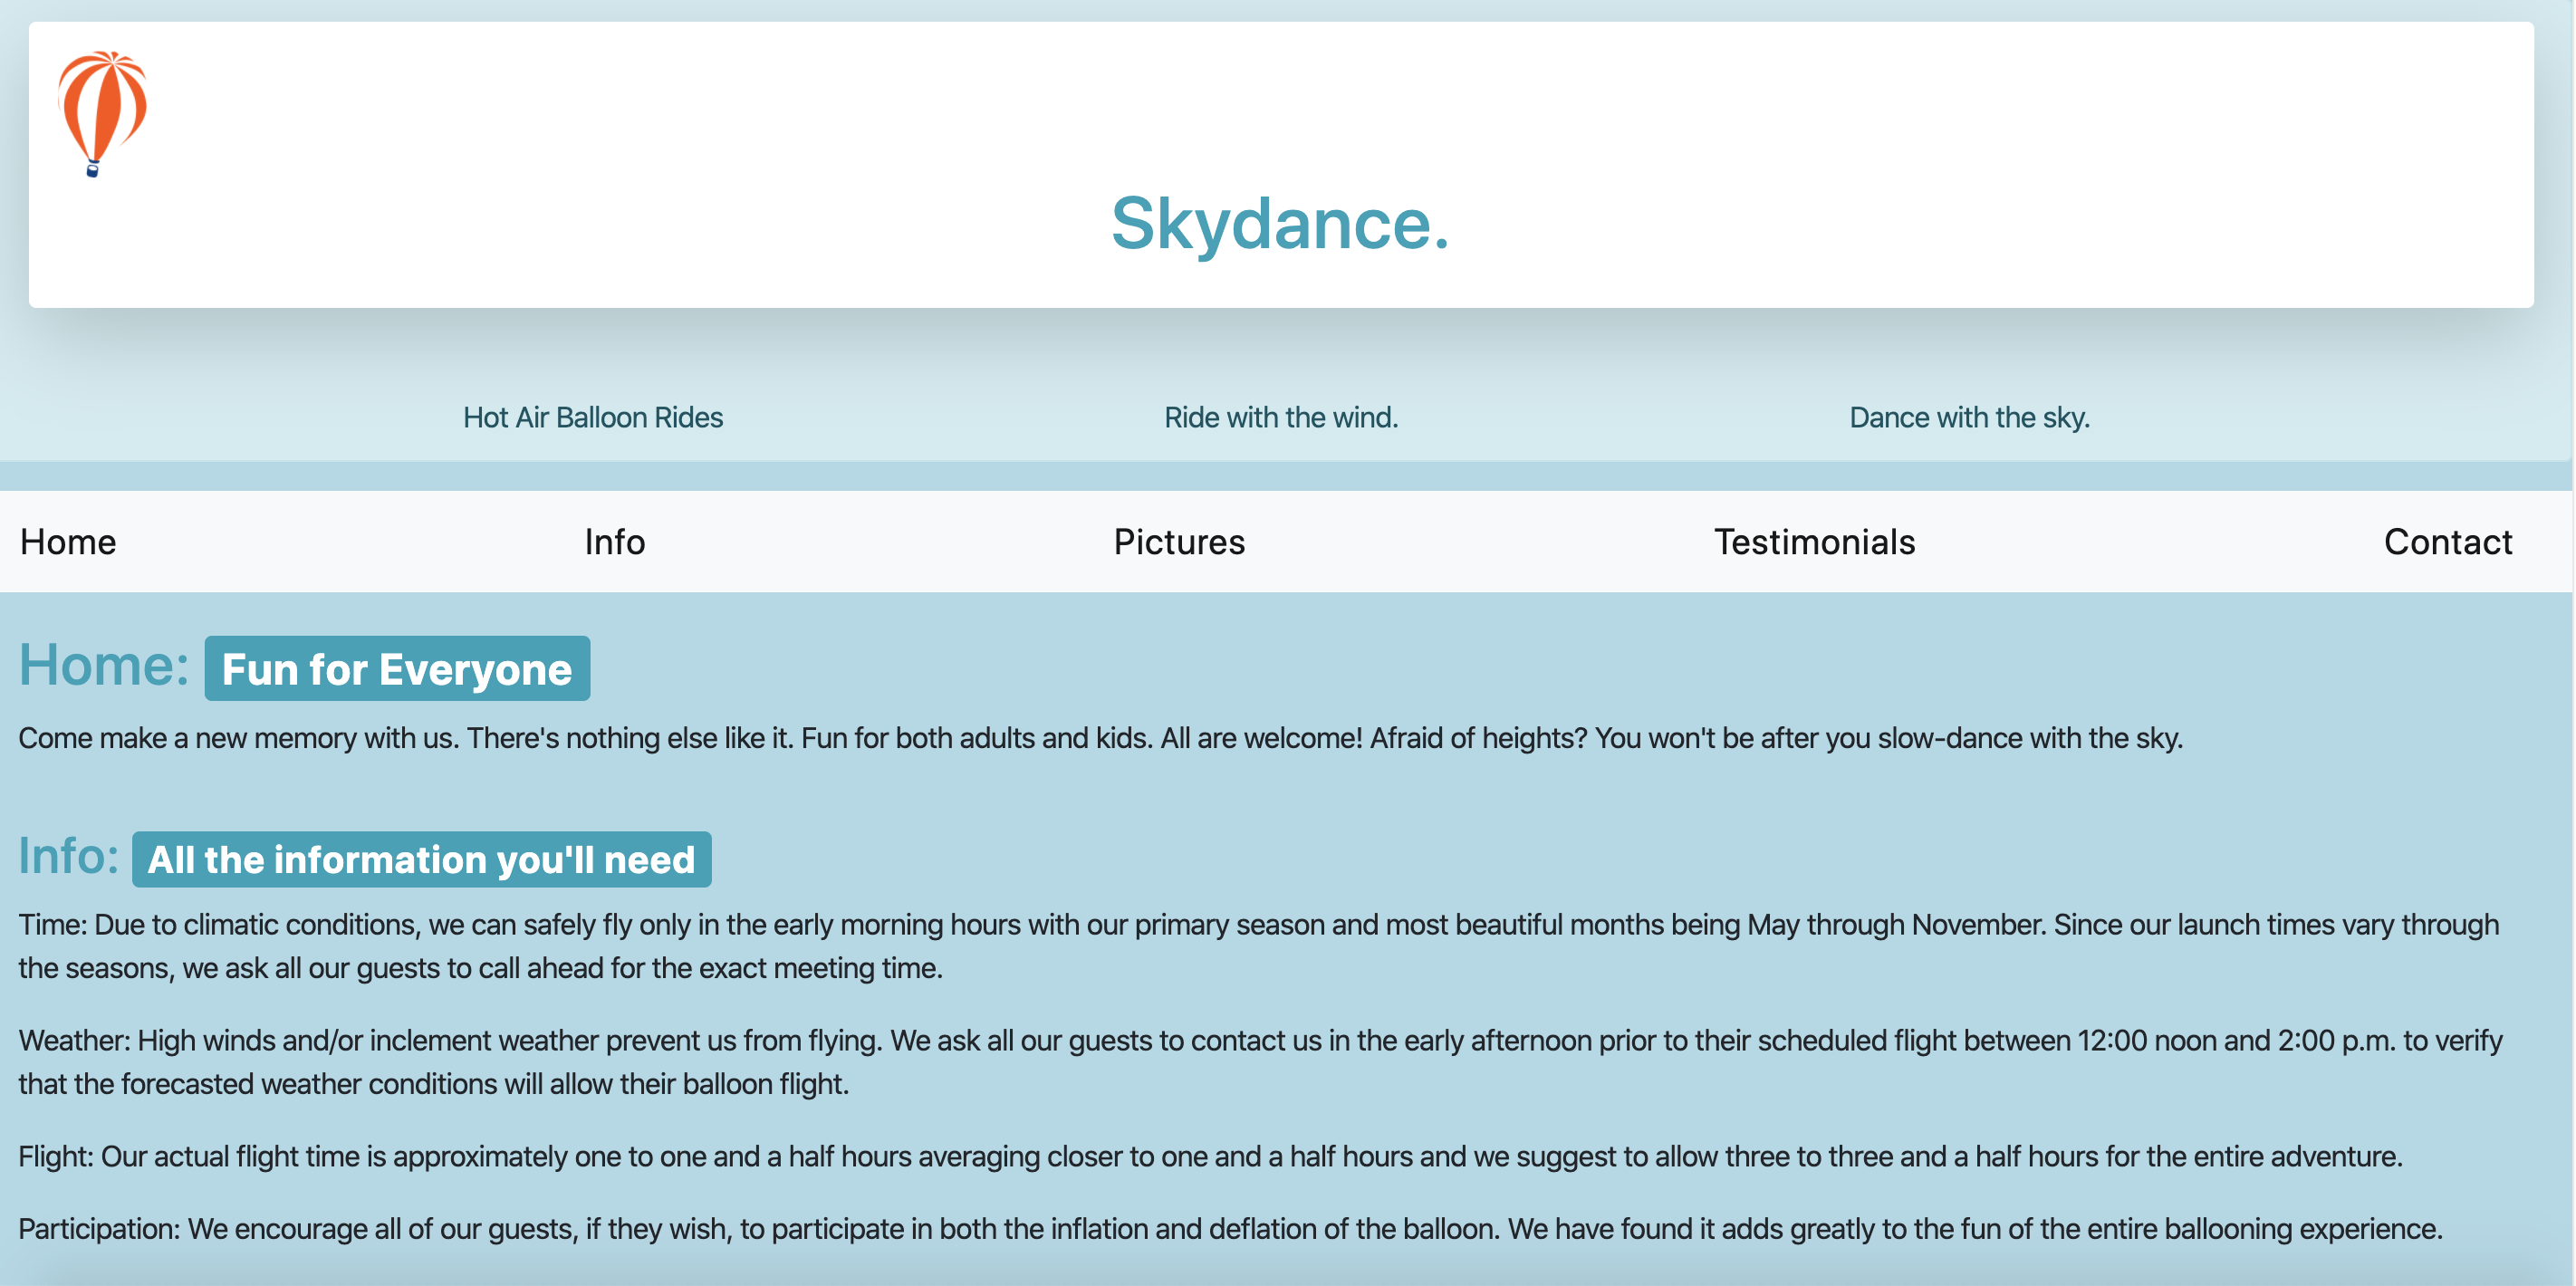 Skydance.
Hot Air Balloon Rides
Ride with the wind.
Dance with the sky.
Home
Info
Pictures
Testimonials
Contact
Home: Fun for Everyone
Come make a new memory with us. There's nothing else like it. Fun for both adults and kids. All are welcome! Afraid of heights? You won't be after you slow-dance with the sky.
Info: All the information you'll need
Time: Due to climatic conditions, we can safely fly only in the early morning hours with our primary season and most beautiful months being May through November. Since our launch times vary through
the seasons, we ask all our guests to call ahead for the exact meeting time.
Weather: High winds and/or inclement weather prevent us from flying. We ask all our guests to contact us in the early afternoon prior to their scheduled flight between 12:00 noon and 2:00 p.m. to verify
that the forecasted weather conditions will allow their balloon flight.
Flight: Our actual flight time is approximately one to one and a half hours averaging closer to one and a half hours and we suggest to allow three to three and a half hours for the entire adventure.
Participation: We encourage all of our guests, if they wish, to participate in both the inflation and deflation of the balloon. We have found it adds greatly to the fun of the entire ballooning experience.